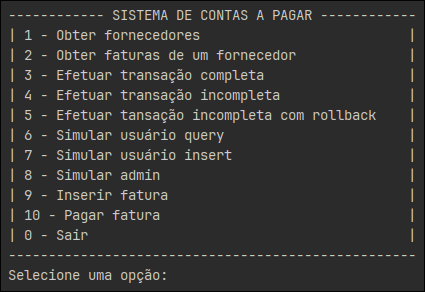 ------------ SISTEMA DE CONTAS A PAGAR ------------
| 1 - Obter fornecedores                          |
| 2 - Obter faturas de um fornecedor              |
| 3 - Efetuar transação completa                  |
| 4 - Efetuar transação incompleta                |
| 5 - Efetuar tansação incompleta com rollback    |
| 6 - Simular usuário query                       |
| 7 - Simular usuário insert                      |
| 8 - Simular admin                               |
| 9 - Inserir fatura                              |
| 10 - Pagar fatura                               |
| 0 - Sair                                        |
---------------------------------------------------
Selecione uma opção: